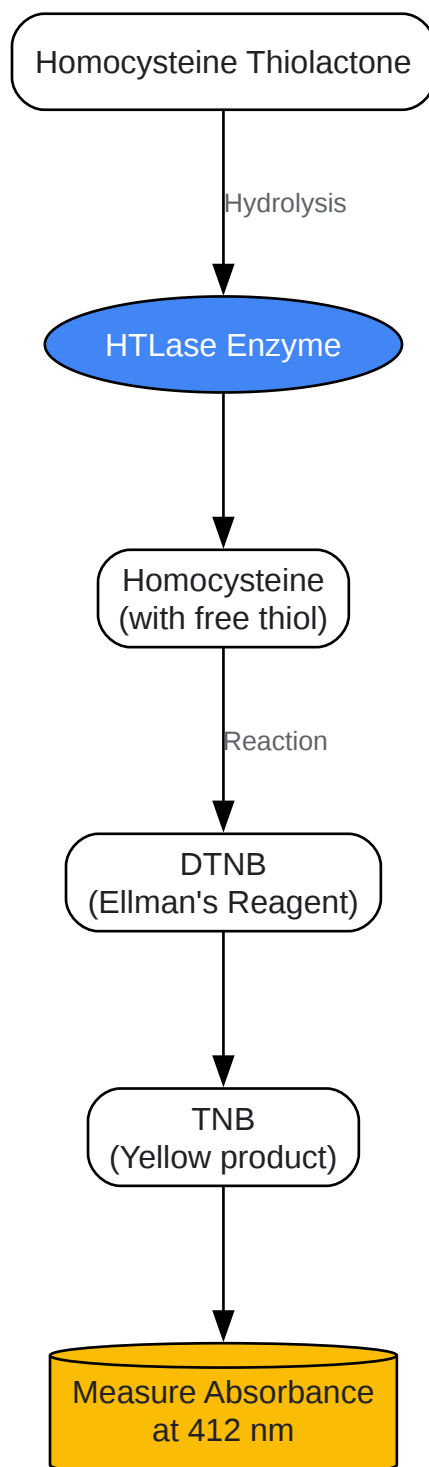 Homocysteine Thiolactone
Hydrolysis
HTLase Enzyme
Homocysteine
(with free thiol)
Reaction
DTNB
(Ellman's Reagent)
TNB
(Yellow product)
Measure Absorbance
at 412 nm